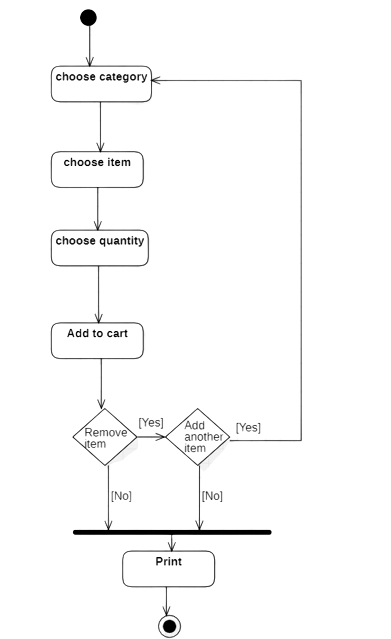 choose category
choose item
choose quantity
Add to cart
Remove
item
[Yes]
Add
another
item
[Yes]
[No]
[No]
Print